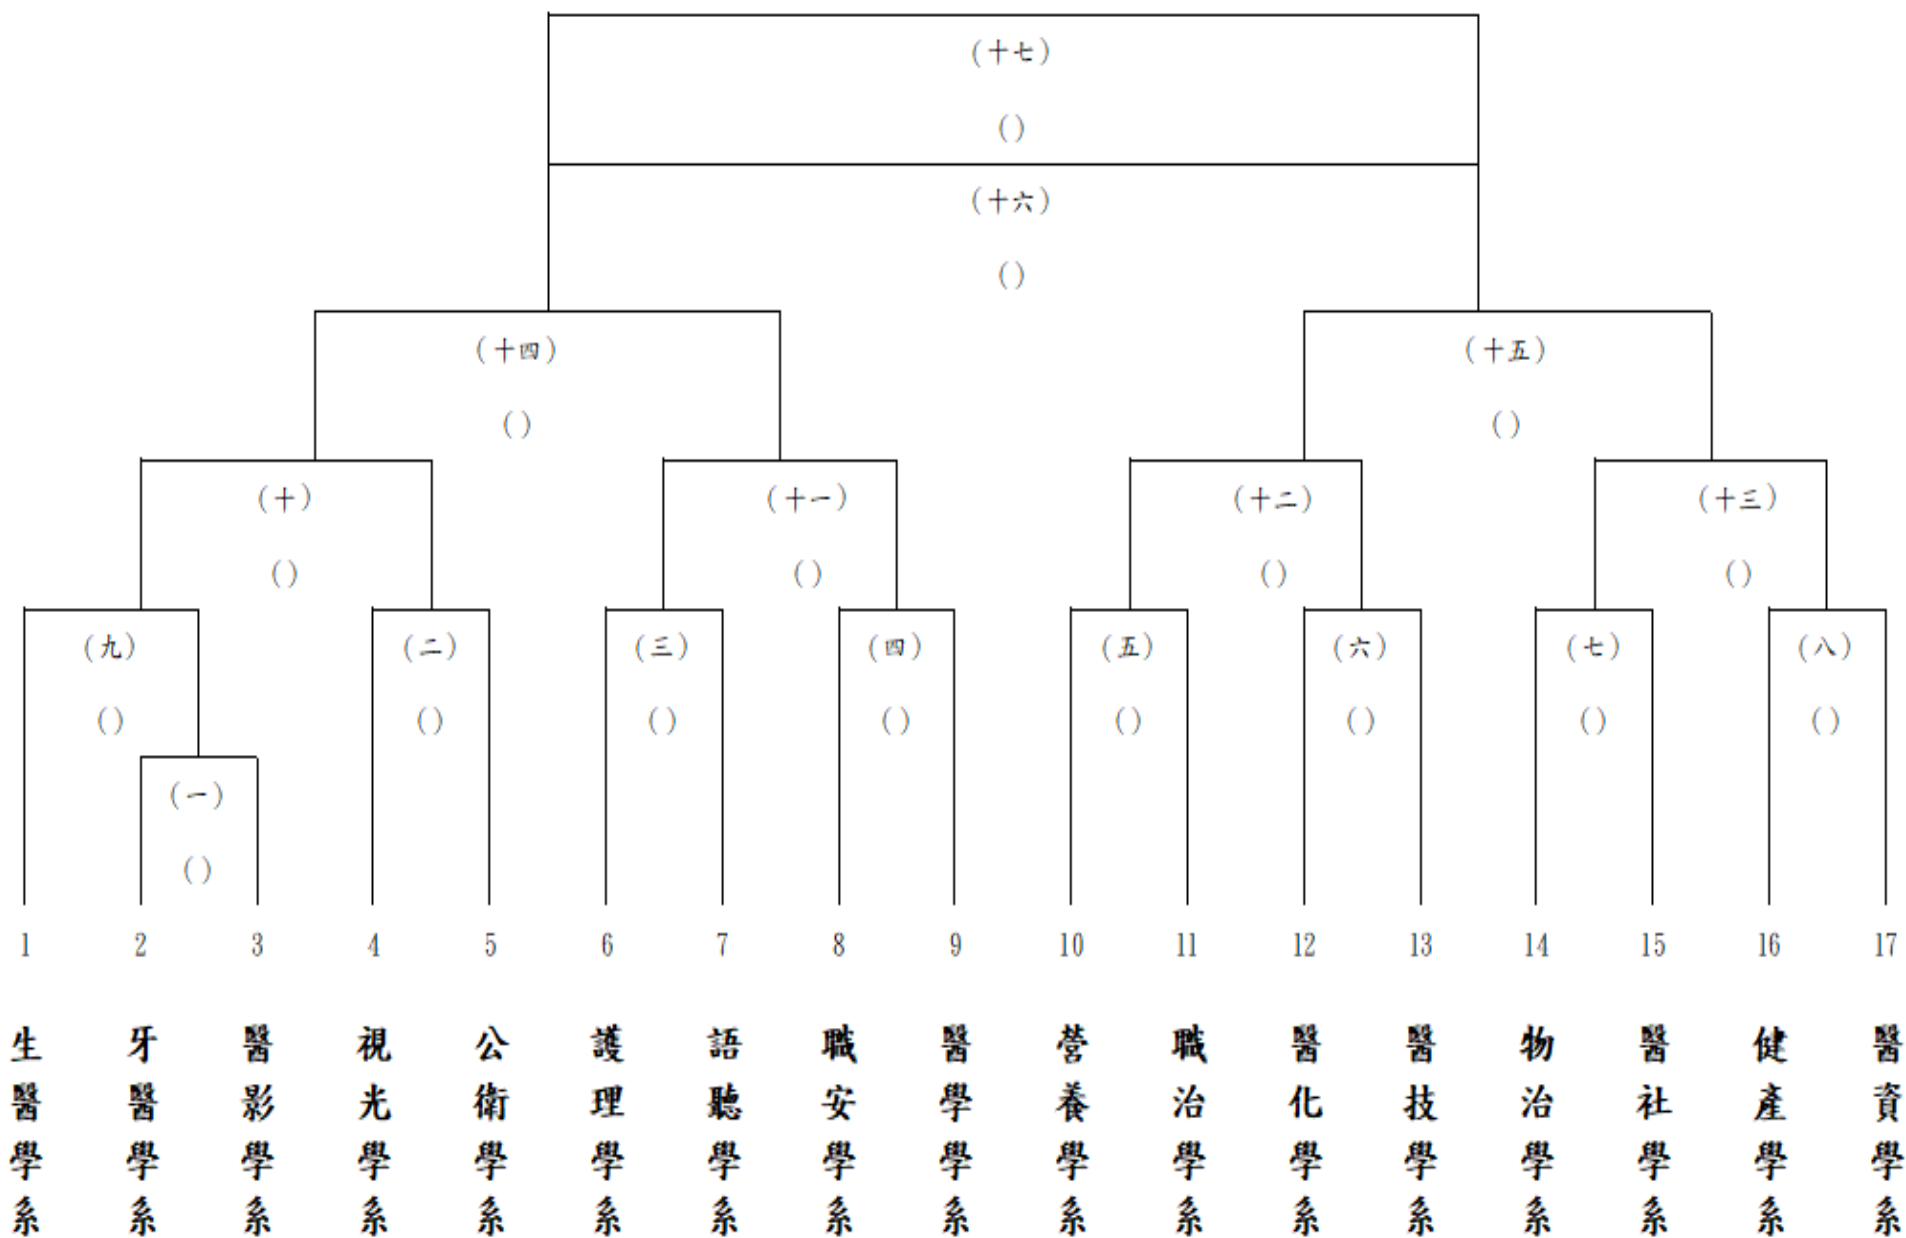 (十七)
()
(十六)
()
(十四) (十五)
() ()
(十) (十一) (十二) (十三)
() () () ()
(九) (二) (三) (四) (五) (六) (七) (八)
() () () () () () () ()
(一)
()
1 2 3 4 5 6 7 8 9 10 11 12 13 14 15 16 17
生醫學系
牙醫學系
醫影學系
視光學系
公衛學系
護理學系
語聽學系
職安學系
醫學學系
營養學系
職治學系
醫化學系
醫技學系
物治學系
醫社學系
健產學系
醫資學系